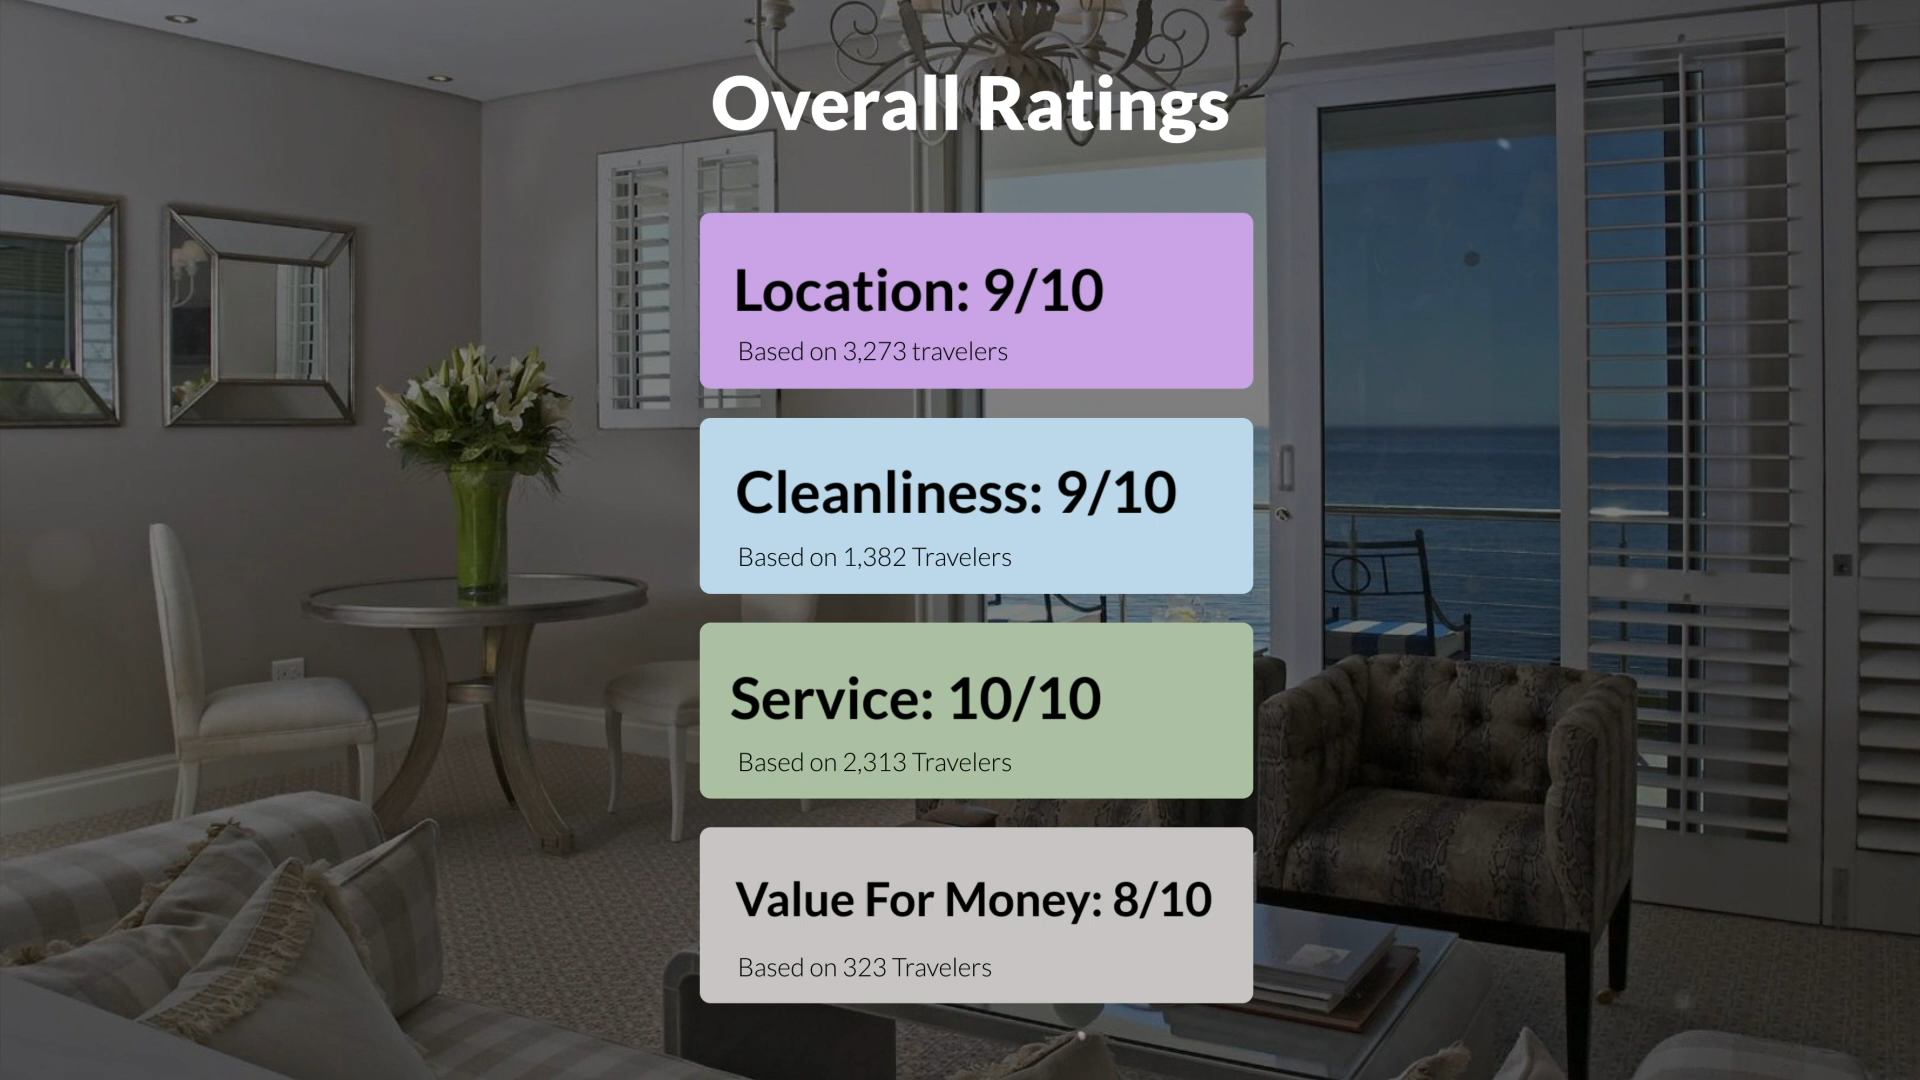 Overall Ratings
Location: 9/10
Based on 3,273 travelers
Cleanliness: 9/10
Based on 1,382 Travelers
Service: 10/10
Based on 2,313 Travelers
Value For Money: 8/10
Based on 323 Travelers